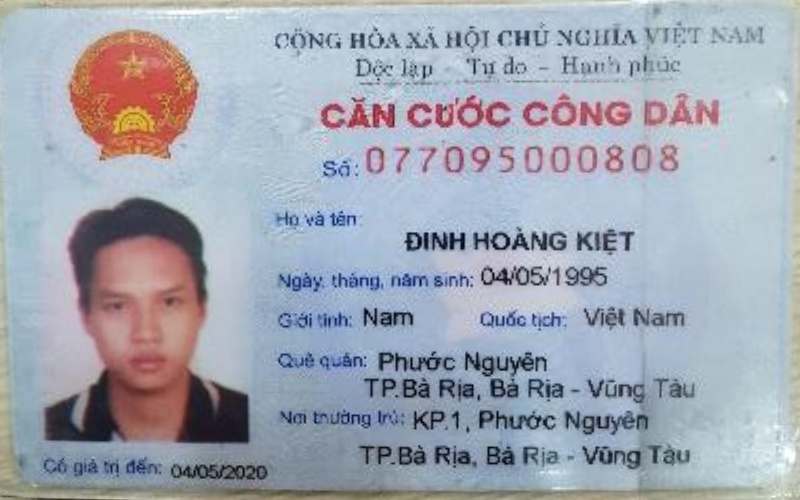 CỘNG HÒA XÃ HỘI CHỦ NGHĨA VIỆT NAM
Độc lập - Tự do - Hạnh phúc
CĂN CƯỚC CÔNG DÂN
Số: 077095000808
Họ và tên:
ĐINH HOÀNG KIỆT
Ngày, tháng, năm sinh: 04/05/1995
Giới tính: Nam Quốc tịch: Việt Nam
Quê quán: Phước Nguyên
TP.Bà Rịa, Bà Rịa - Vũng Tàu
Nơi thường trú: KP.1, Phước Nguyên
TP.Bà Rịa, Bà Rịa - Vũng Tàu
Có giá trị đến: 04/05/2020